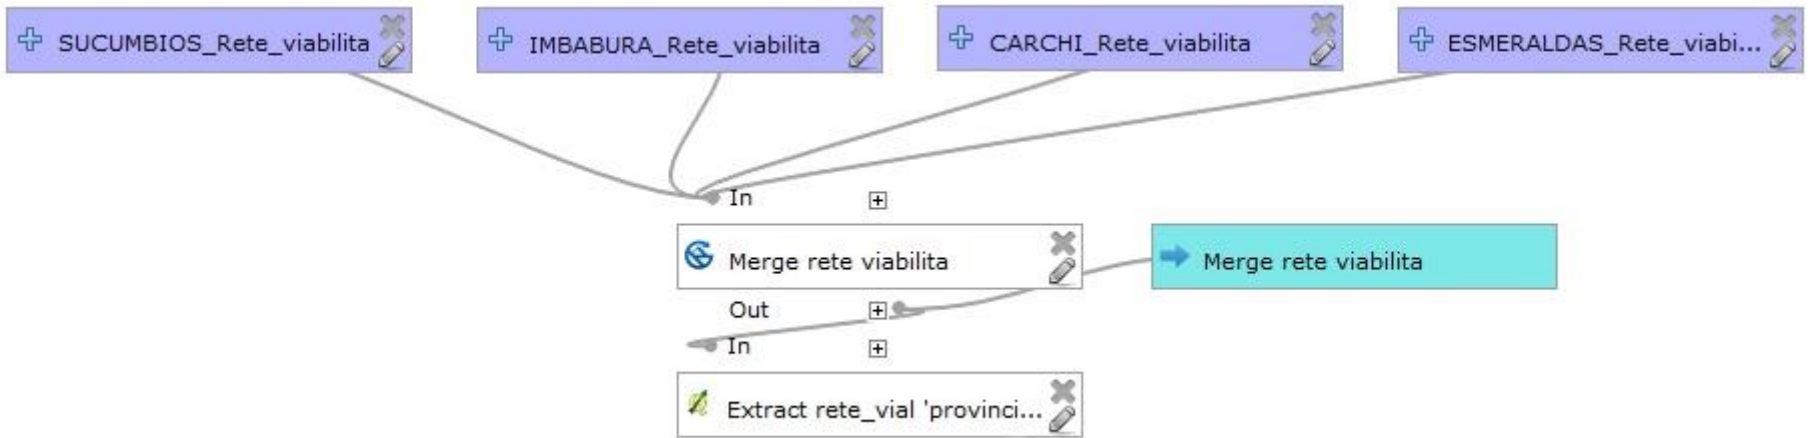 SUCUMBIOS_Rete_viabilita
IMBABURA_Rete_viabilita
CARCHI_Rete_viabilita
ESMERALDAS_Rete_viabi...
In
Merge rete viabilita
Merge rete viabilita
Out
In
Extract rete_vial 'provinci...